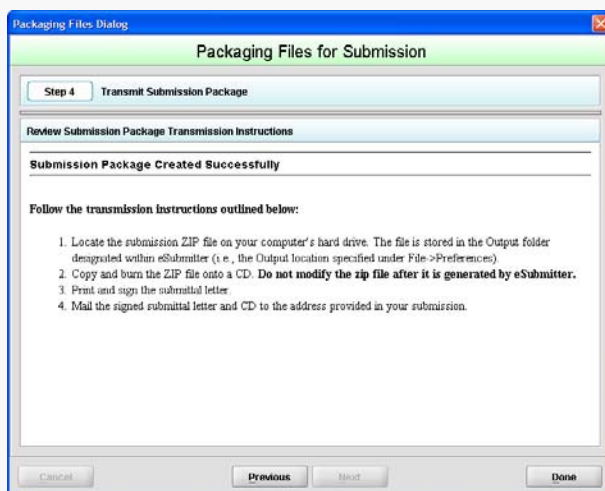 Packaging Files Dialog
Packaging Files for Submission
Step 4 Transmit Submission Package
Review Submission Package Transmission Instructions
Submission Package Created Successfully
Follow the transmission instructions outlined below:
1. Locate the submission ZIP file on your computer's hard drive. The file is stored in the Output folder
designated within eSubmitter (i.e., the Output location specified under File->Preferences).
2. Copy and burn the ZIP file onto a CD. Do not modify the zip file after it is generated by eSubmitter.
3. Print and sign the submittal letter.
4. Mail the signed submittal letter and CD to the address provided in your submission.
Cancel Previous Next Done